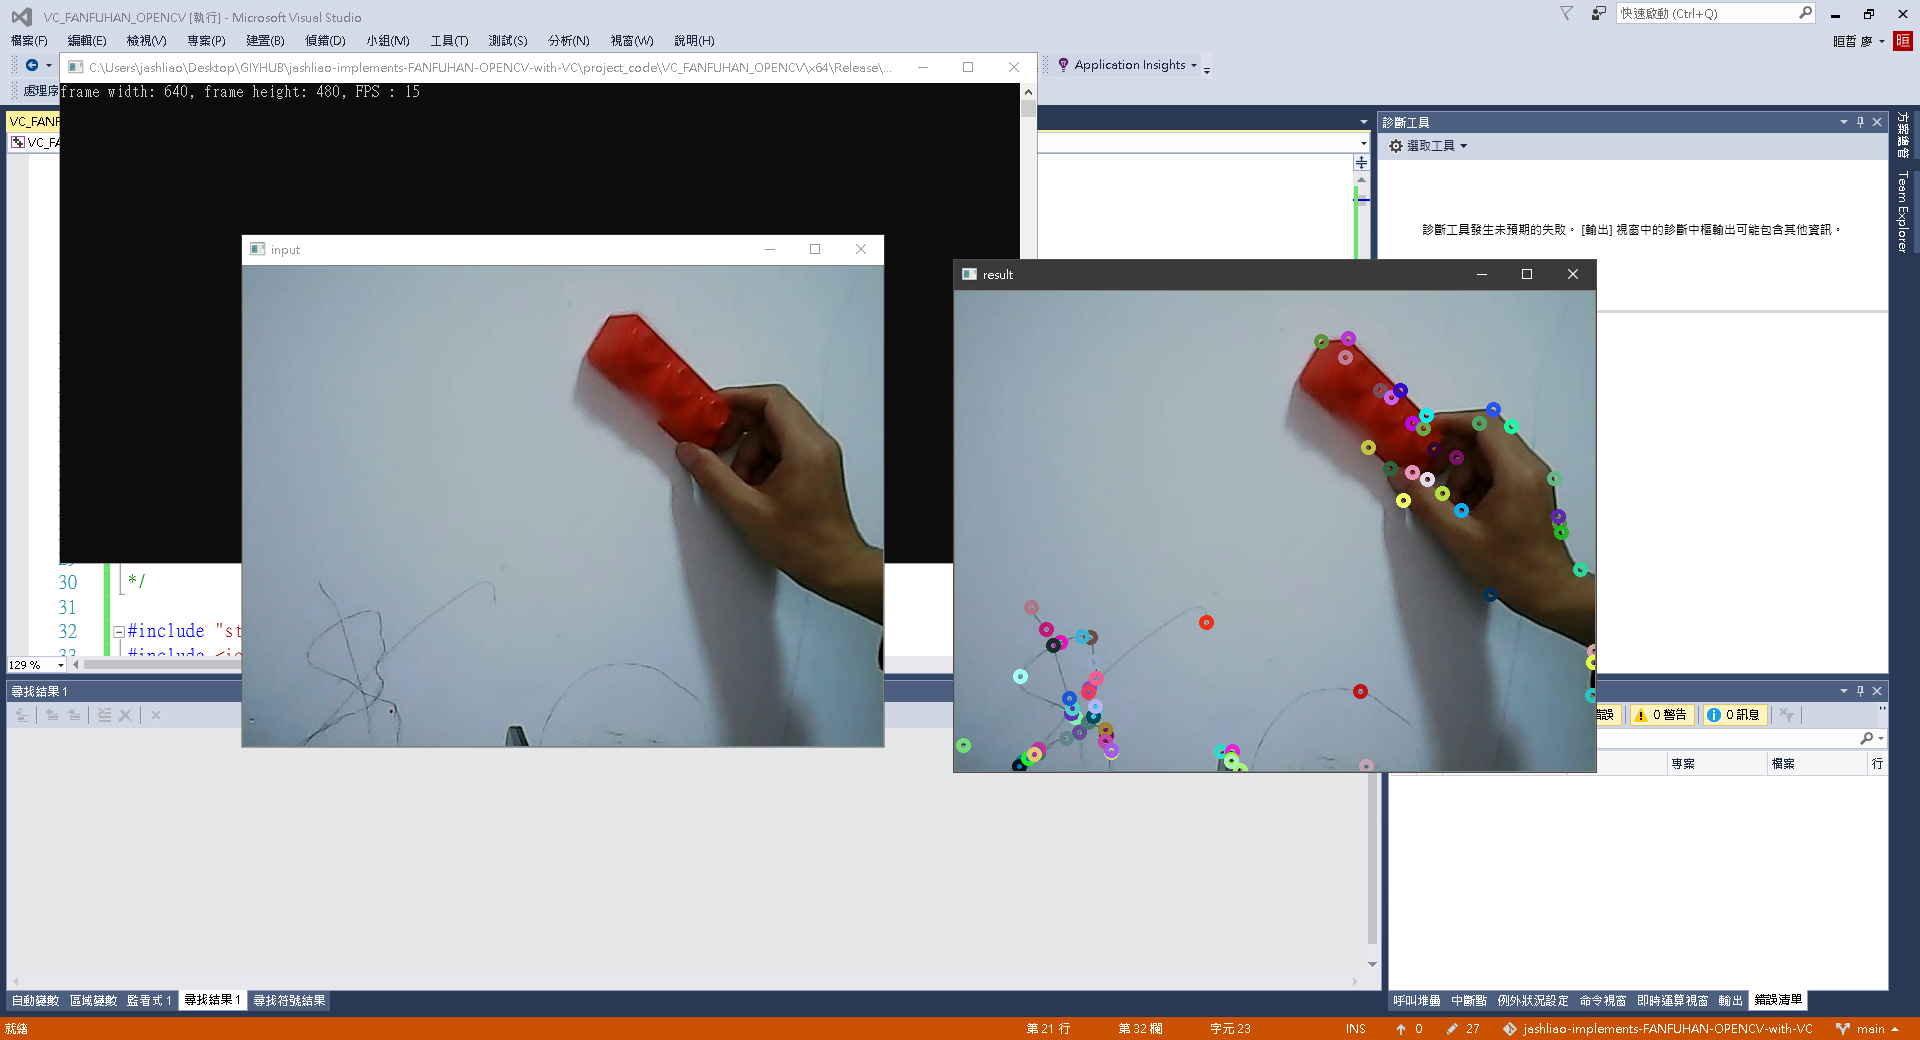 VC_FANFUHAN_OPENCV [執行] - Microsoft Visual Studio
快速啟動 (Ctrl+Q)
檔案(F) 編輯(E) 檢視(V) 專案(P) 建置(B) 偵錯(D) 小組(M) 工具(T) 測試(S) 分析(N) 視窗(W) 說明(H)
晅哲 廖
晅
C:\Users\jashliao\Desktop\GIYHUB\jashliao-implements-FANFUHAN-OPENCV-with-VC\project_code\VC_FANFUHAN_OPENCV\x64\Release\...
Application Insights
處理序
frame width: 640, frame height: 480, FPS : 15
VC_FANF
VC_FA
診斷工具
選取工具
診斷工具發生未預期的失敗。 [輸出] 視窗中的診斷中樞輸出可能包含其他資訊。
方案總管
Team Explorer
input
result
30 */
31
32 #include "st
33 #include <io
129 %
尋找結果 1
錯誤
0 警告
0 訊息
專案 檔案 行
自動變數 區域變數 監看式 1 尋找結果 1 尋找符號結果
呼叫堆疊 中斷點 例外狀況設定 命令視窗 即時運算視窗 輸出 錯誤清單
就緒
第 21 行 第 32 欄 字元 23 INS 0 27 jashliao-implements-FANFUHAN-OPENCV-with-VC main